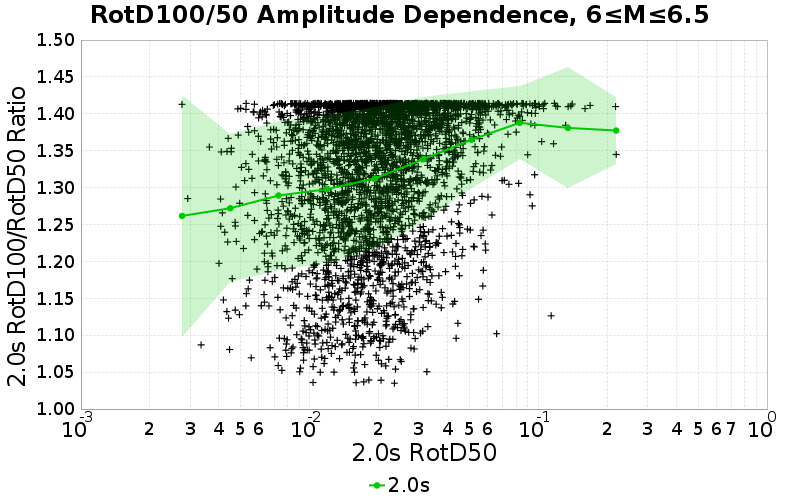 RotD100/50 Amplitude Dependence, 6≤M≤6.5
2.0s RotD100/RotD50 Ratio
1.50
1.45
1.40
1.35
1.30
1.25
1.20
1.15
1.10
1.05
1.00
10^-3 2 3 4 5 6 10^-2 2 3 4 5 6 10^-1 2 3 4 5 6 7 10^0
2.0s RotD50
2.0s